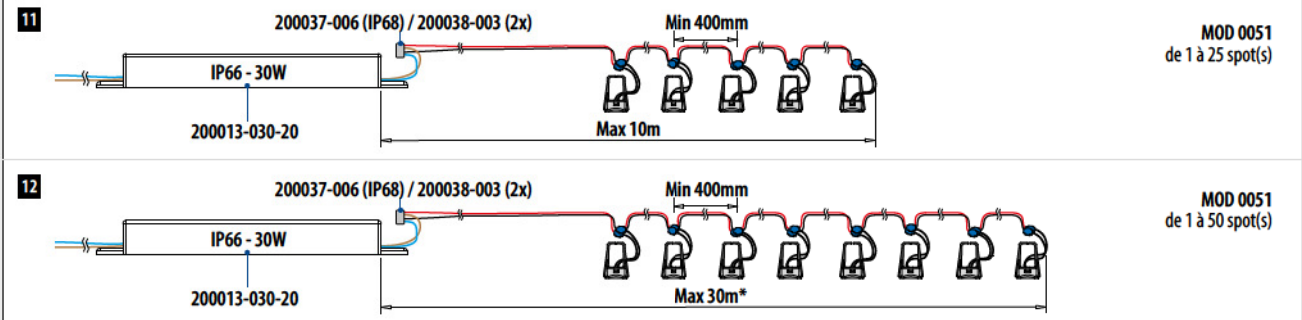 11
200037-006 (IP68) / 200038-003 (2x)
Min 400mm
MOD 0051
de 1 à 25 spot(s)
IP66 - 30W
200013-030-20
Max 10m
12
200037-006 (IP68) / 200038-003 (2x)
Min 400mm
MOD 0051
de 1 à 50 spot(s)
IP66 - 30W
200013-030-20
Max 30m*